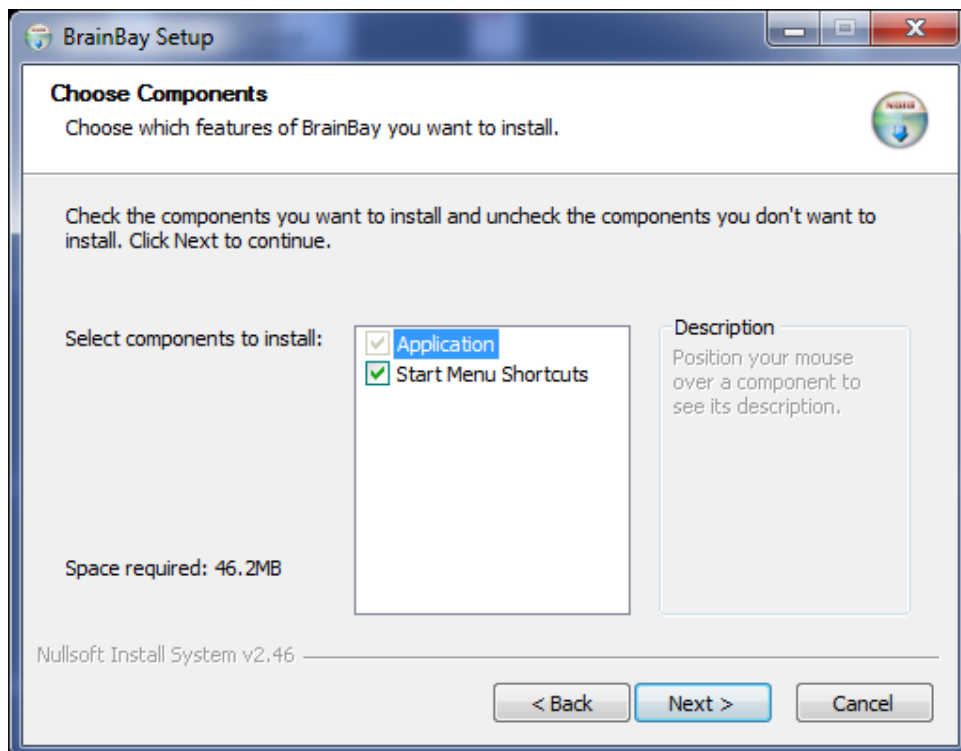 BrainBay Setup
Choose Components
Choose which features of BrainBay you want to install.
Check the components you want to install and uncheck the components you don't want to
install. Click Next to continue.
Select components to install:
Application
Start Menu Shortcuts
Description
Position your mouse
over a component to
see its description.
Space required: 46.2MB
Nullsoft Install System v2.46
< Back
Next >
Cancel